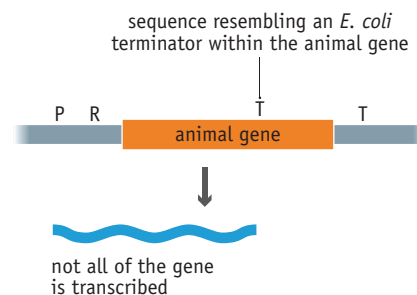 sequence resembling an E. coli
terminator within the animal gene
P R T T
animal gene
not all of the gene
is transcribed